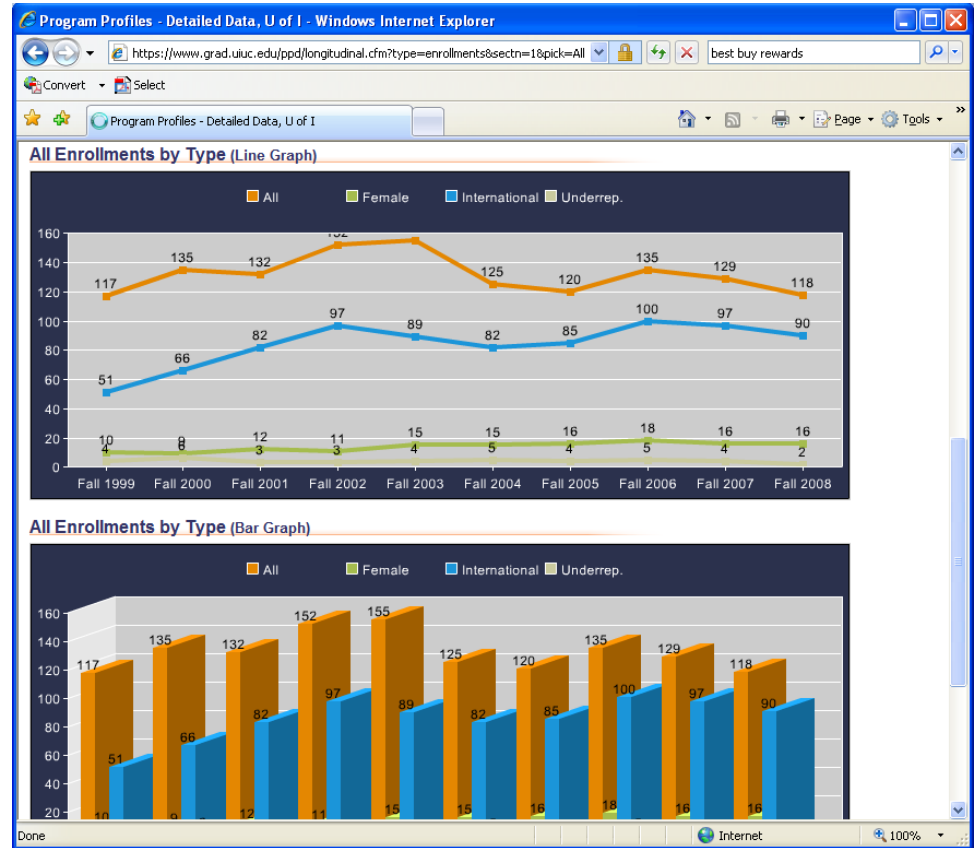 Program Profiles - Detailed Data, U of I - Windows Internet Explorer
https://www.grad.uiuc.edu/ppd/longitudinal.cfm?type=enrollments&sectn=1&pick=All best buy rewards
Convert Select
Program Profiles - Detailed Data, U of I Page Tools »
All Enrollments by Type (Line Graph)
All Female International Underrep.
160
140
120
100
80
60
40
20
0
117 135 132 152 125 120 135 129 118
51 66 82 97 89 82 85 100 97 90
10 9 12 11 15 15 16 18 16 16
4 6 3 3 4 5 4 5 4 2
Fall 1999 Fall 2000 Fall 2001 Fall 2002 Fall 2003 Fall 2004 Fall 2005 Fall 2006 Fall 2007 Fall 2008
All Enrollments by Type (Bar Graph)
All Female International Underrep.
160
140
120
100
80
60
40
20
117 135 132 152 155 125 120 135 129 118
51 66 82 97 89 82 85 100 97 90
10 9 12 11 15 15 16 18 16 16
Done Internet 100%